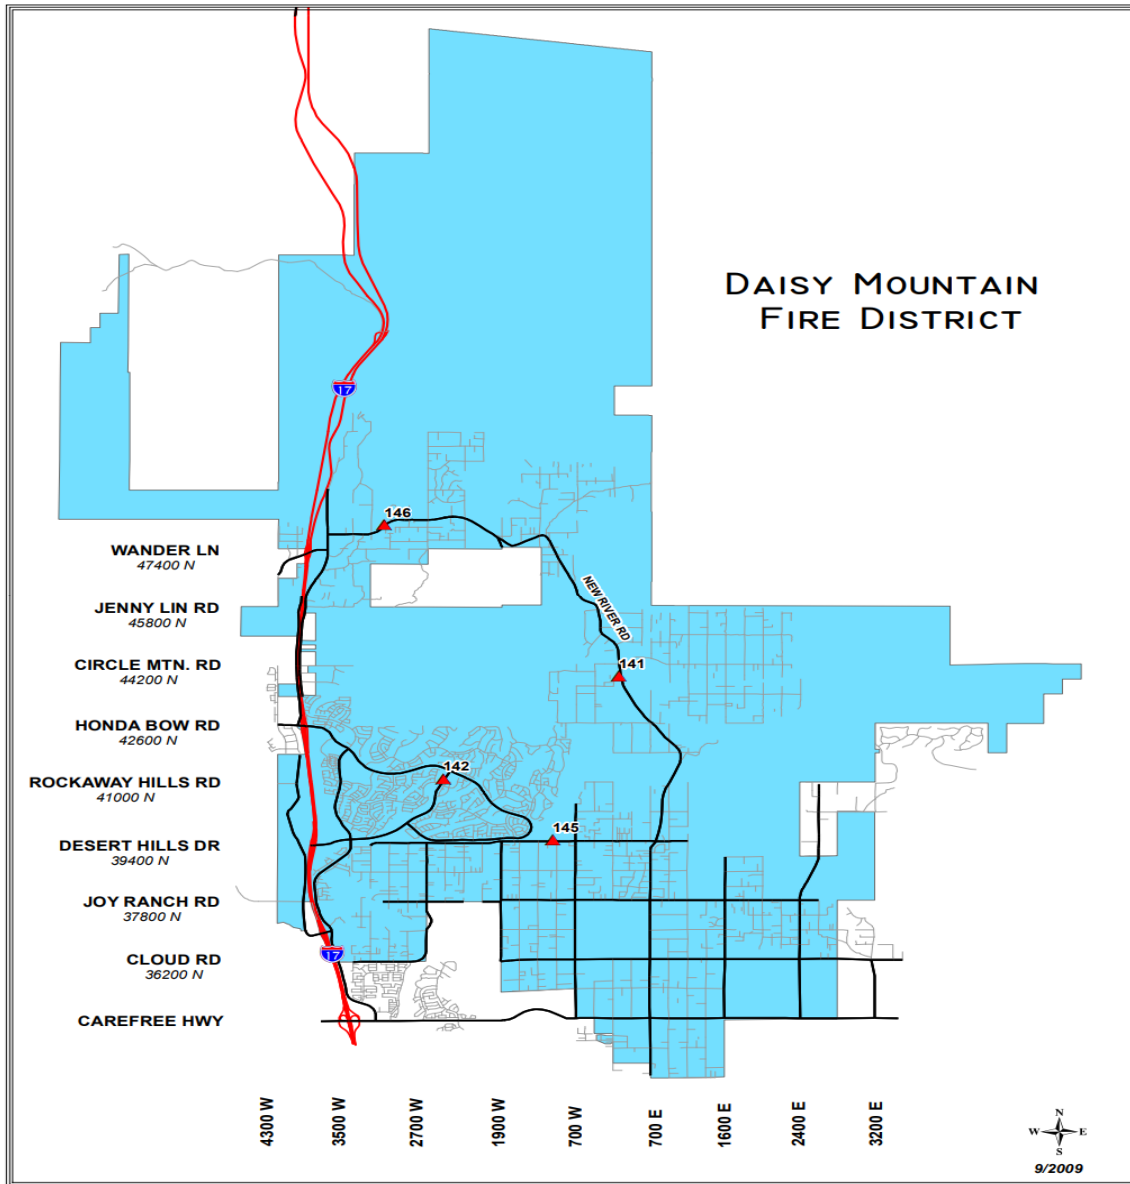 DAISY MOUNTAIN
FIRE DISTRICT
17
146
WANDER LN
47400 N
JENNY LIN RD
45800 N
NEW RIVER RD
CIRCLE MTN. RD
44200 N
141
HONDA BOW RD
42600 N
ROCKAWAY HILLS RD
41000 N
142
145
DESERT HILLS DR
39400 N
JOY RANCH RD
37800 N
CLOUD RD
36200 N
17
CAREFREE HWY
4300 W
3500 W
2700 W
1900 W
700 W
700 E
1600 E
2400 E
3200 E
N
W E
S
9/2009